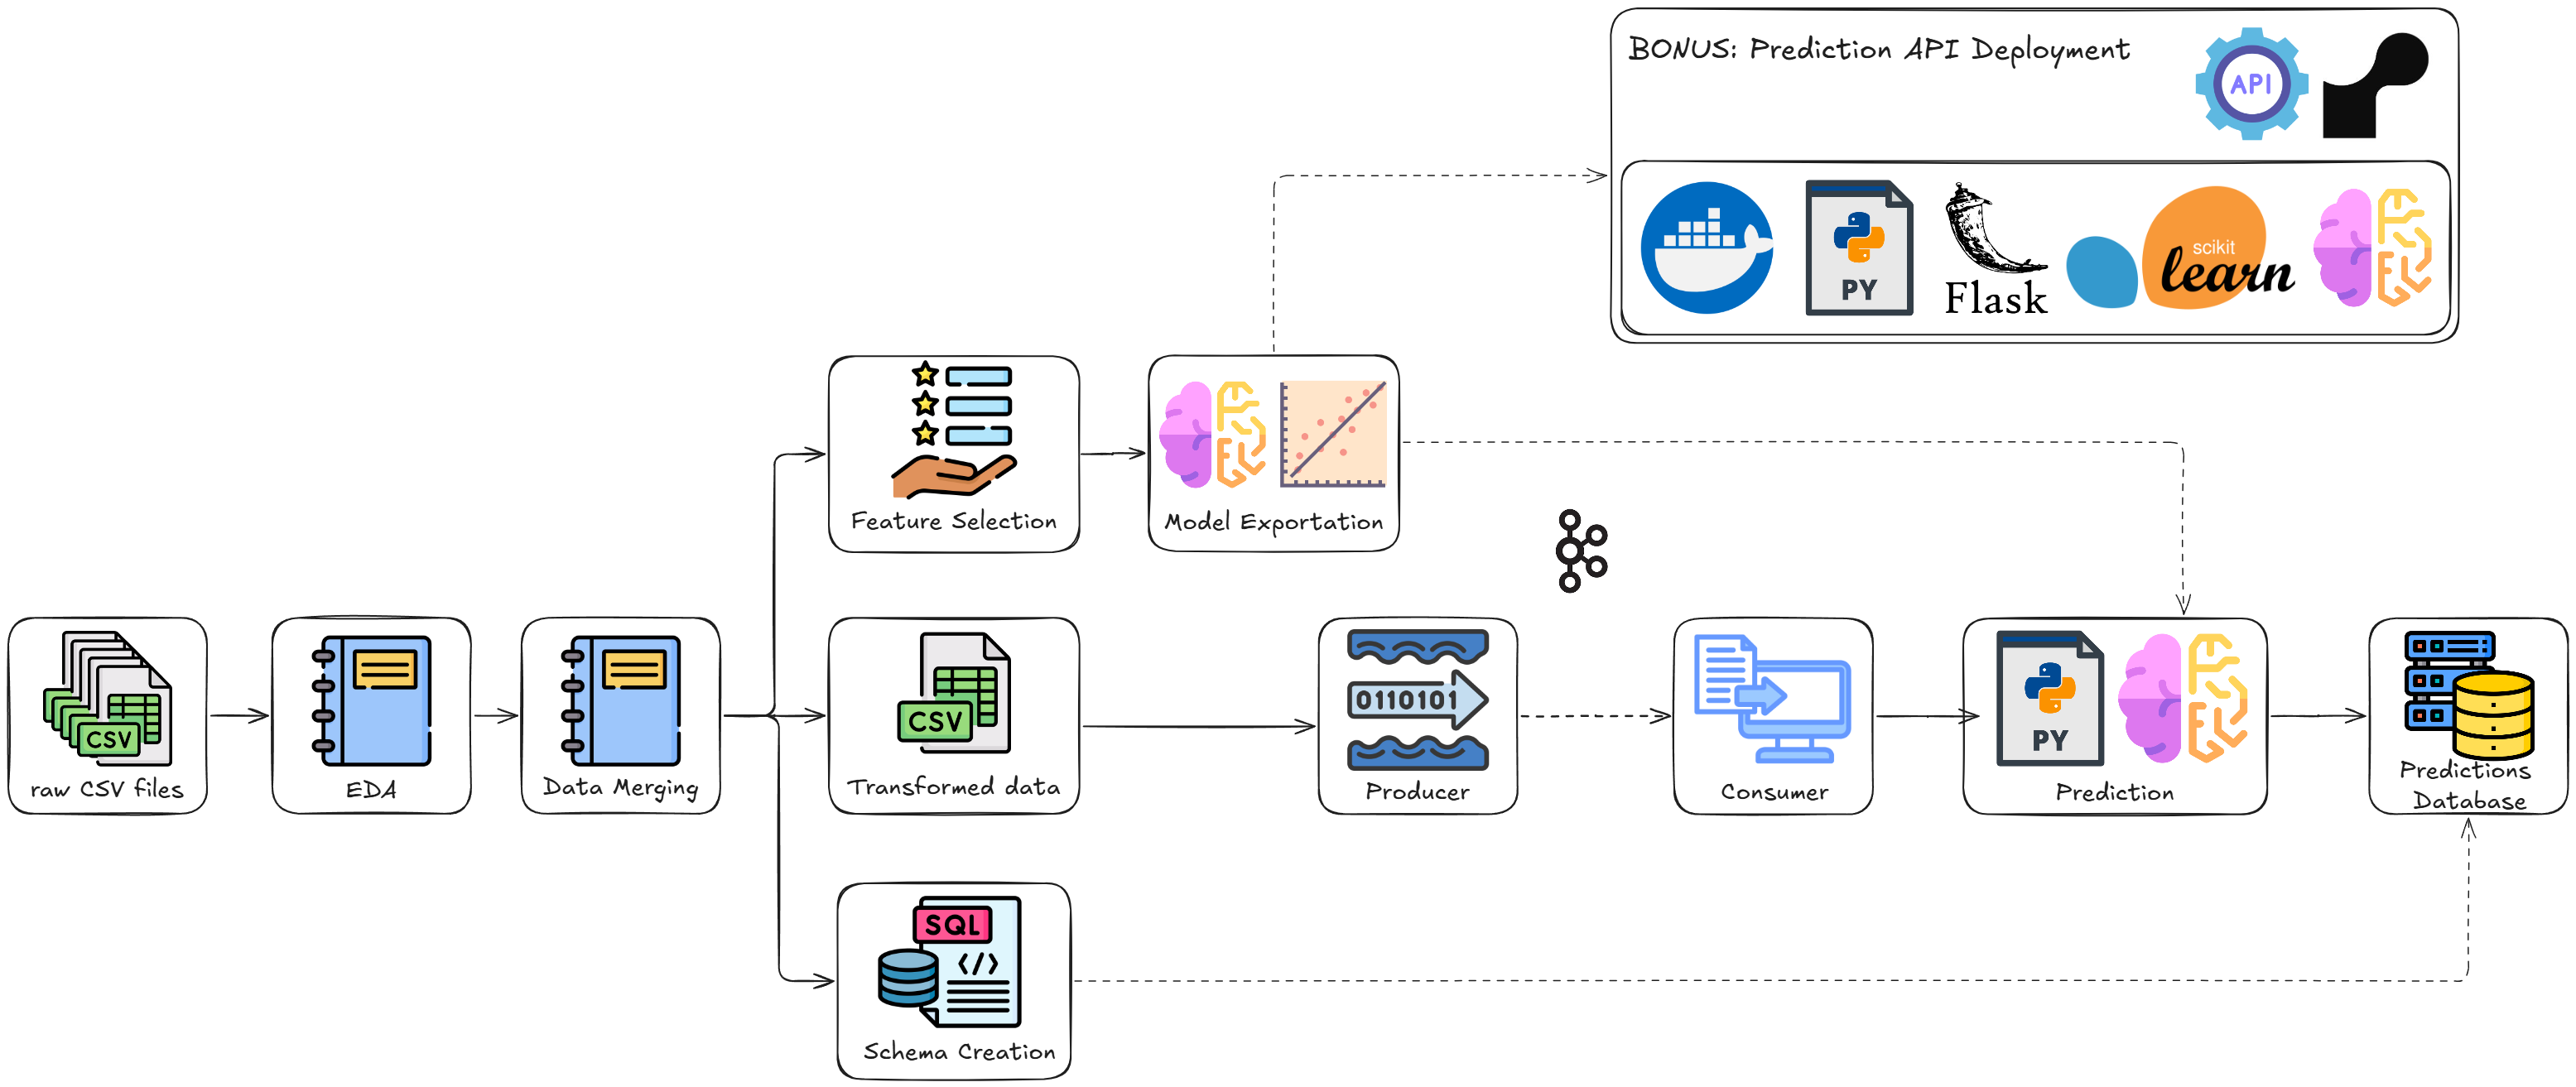 BONUS: Prediction API Deployment
API
PY
Flask
scikit
learn
Feature Selection
Model Exportation
CSV
raw CSV files
EDA
Data Merging
CSV
Transformed data
0110101
Producer
Consumer
PY
Prediction
Predictions
Database
SQL
</>
Schema Creation